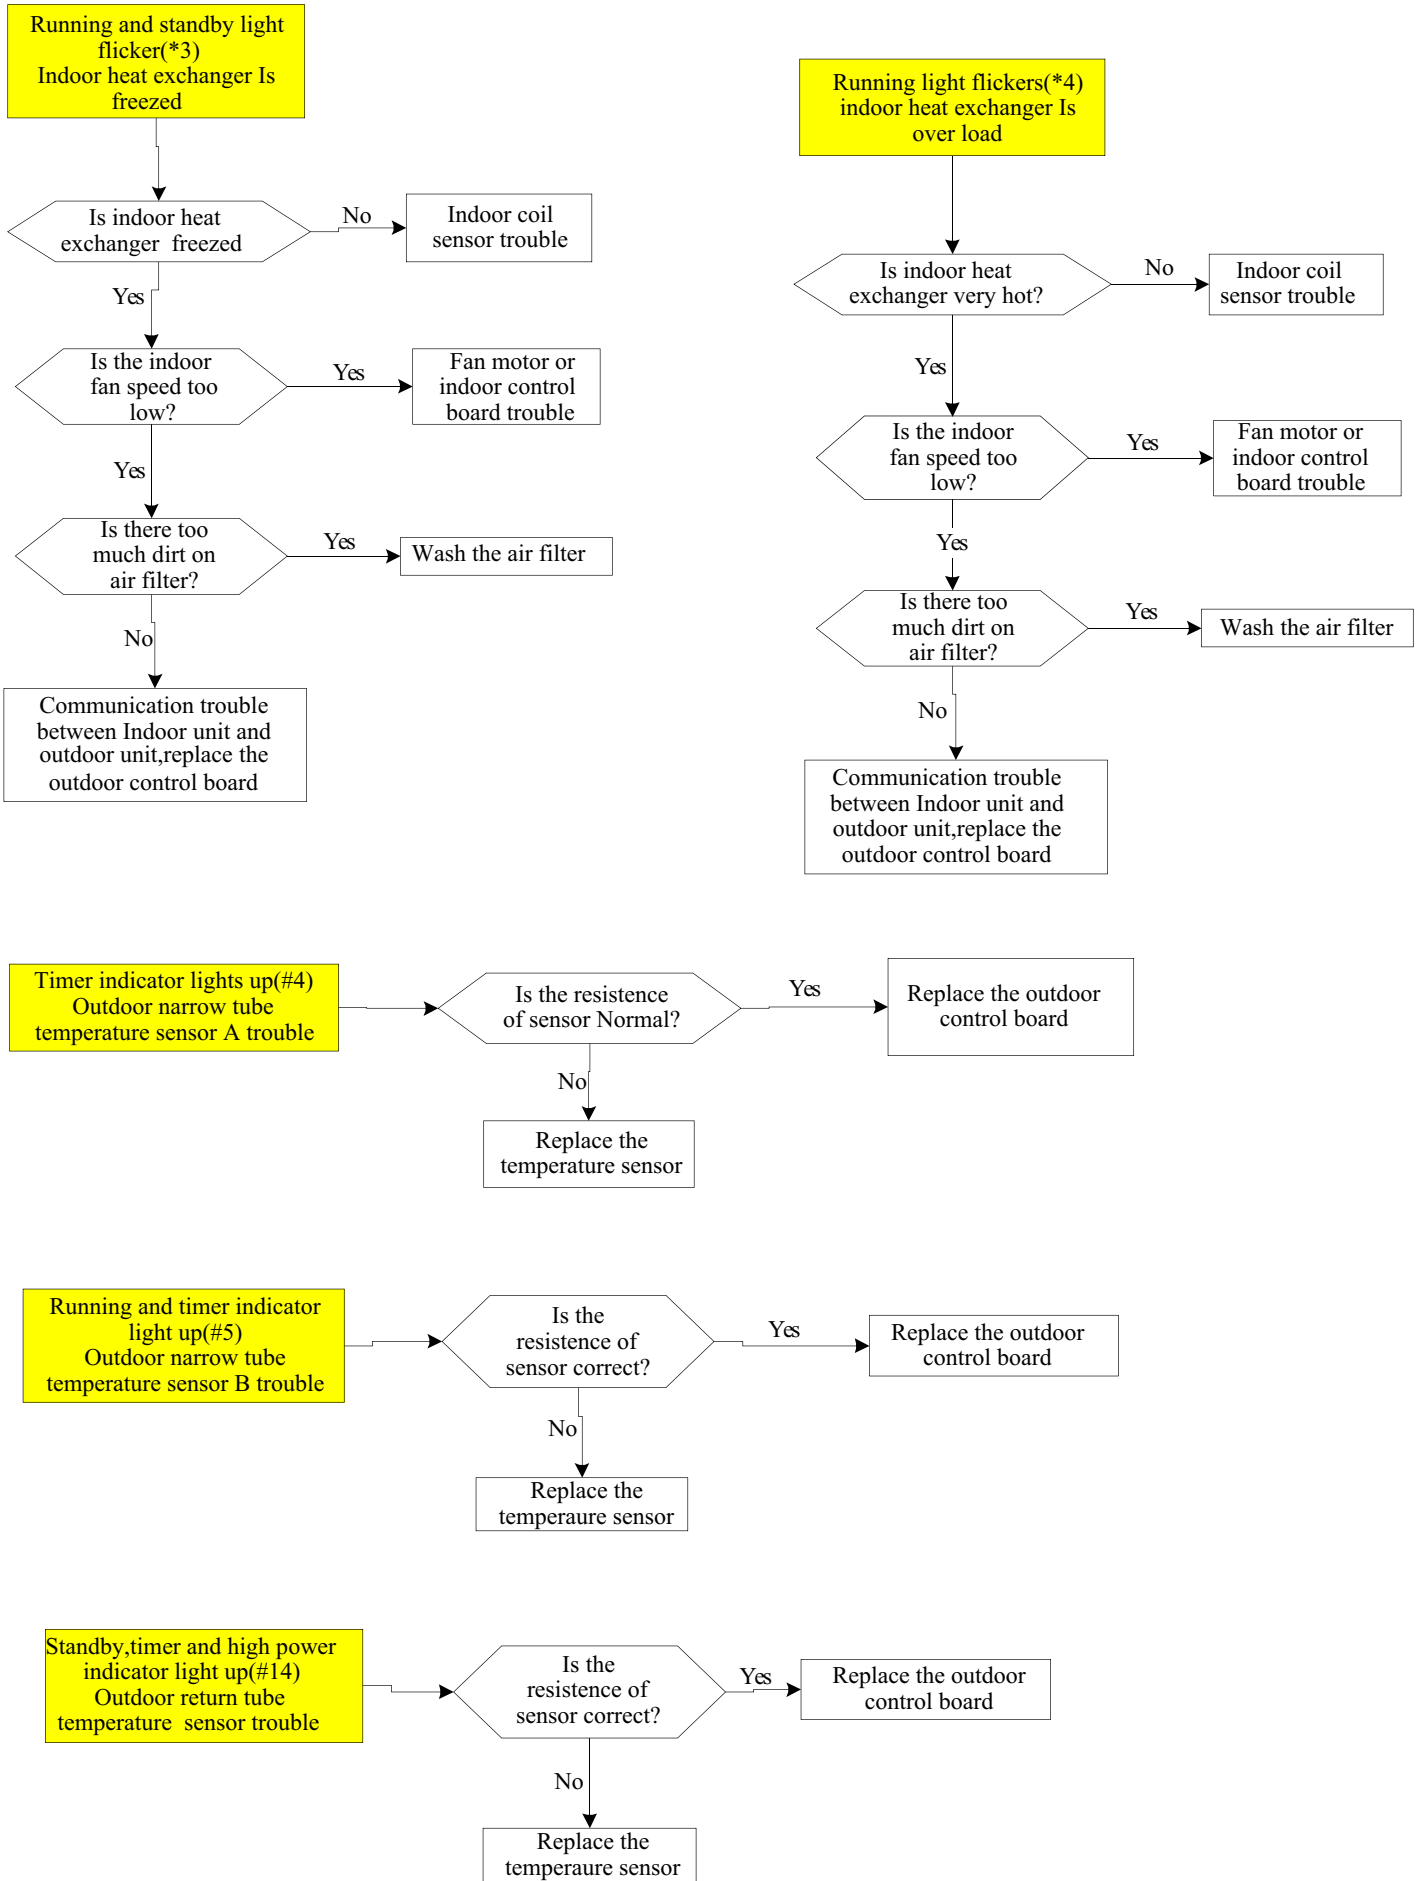 Running and standby light
flicker(*3)
Indoor heat exchanger Is
freezed
Is indoor heat
exchanger freezed
No
Indoor coil
sensor trouble
Yes
Is the indoor
fan speed too
low?
Yes
Fan motor or
indoor control
board trouble
Yes
Is there too
much dirt on
air filter?
Yes
Wash the air filter
No
Communication trouble
between Indoor unit and
outdoor unit,replace the
outdoor control board
Running light flickers(*4)
indoor heat exchanger Is
over load
Is indoor heat
exchanger very hot?
No
Indoor coil
sensor trouble
Yes
Is the indoor
fan speed too
low?
Yes
Fan motor or
indoor control
board trouble
Yes
Is there too
much dirt on
air filter?
Yes
Wash the air filter
No
Communication trouble
between Indoor unit and
outdoor unit,replace the
outdoor control board
Timer indicator lights up(#4)
Outdoor narrow tube
temperature sensor A trouble
Is the resistence
of sensor Normal?
Yes
Replace the outdoor
control board
No
Replace the
temperature sensor
Running and timer indicator
light up(#5)
Outdoor narrow tube
temperature sensor B trouble
Is the
resistence of
sensor correct?
Yes
Replace the outdoor
control board
No
Replace the
temperaure sensor
Standby,timer and high power
indicator light up(#14)
Outdoor return tube
temperature sensor trouble
Is the
resistence of
sensor correct?
Yes
Replace the outdoor
control board
No
Replace the
temperaure sensor